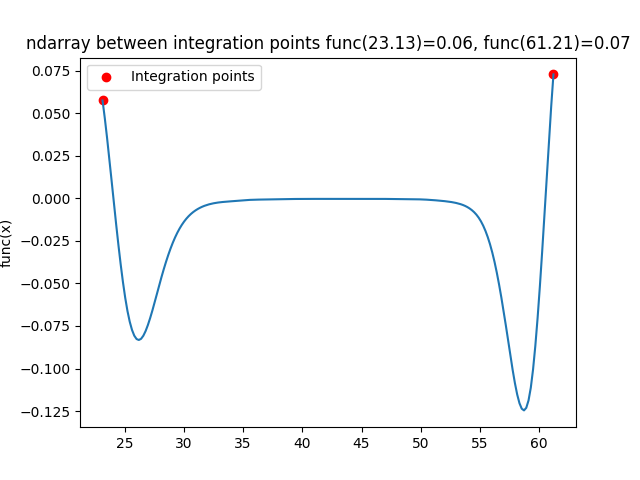 ndarray between integration points func(23.13)=0.06, func(61.21)=0.07
Integration points
func(x)
0.075
0.050
0.025
0.000
−0.025
−0.050
−0.075
−0.100
−0.125
25 30 35 40 45 50 55 60